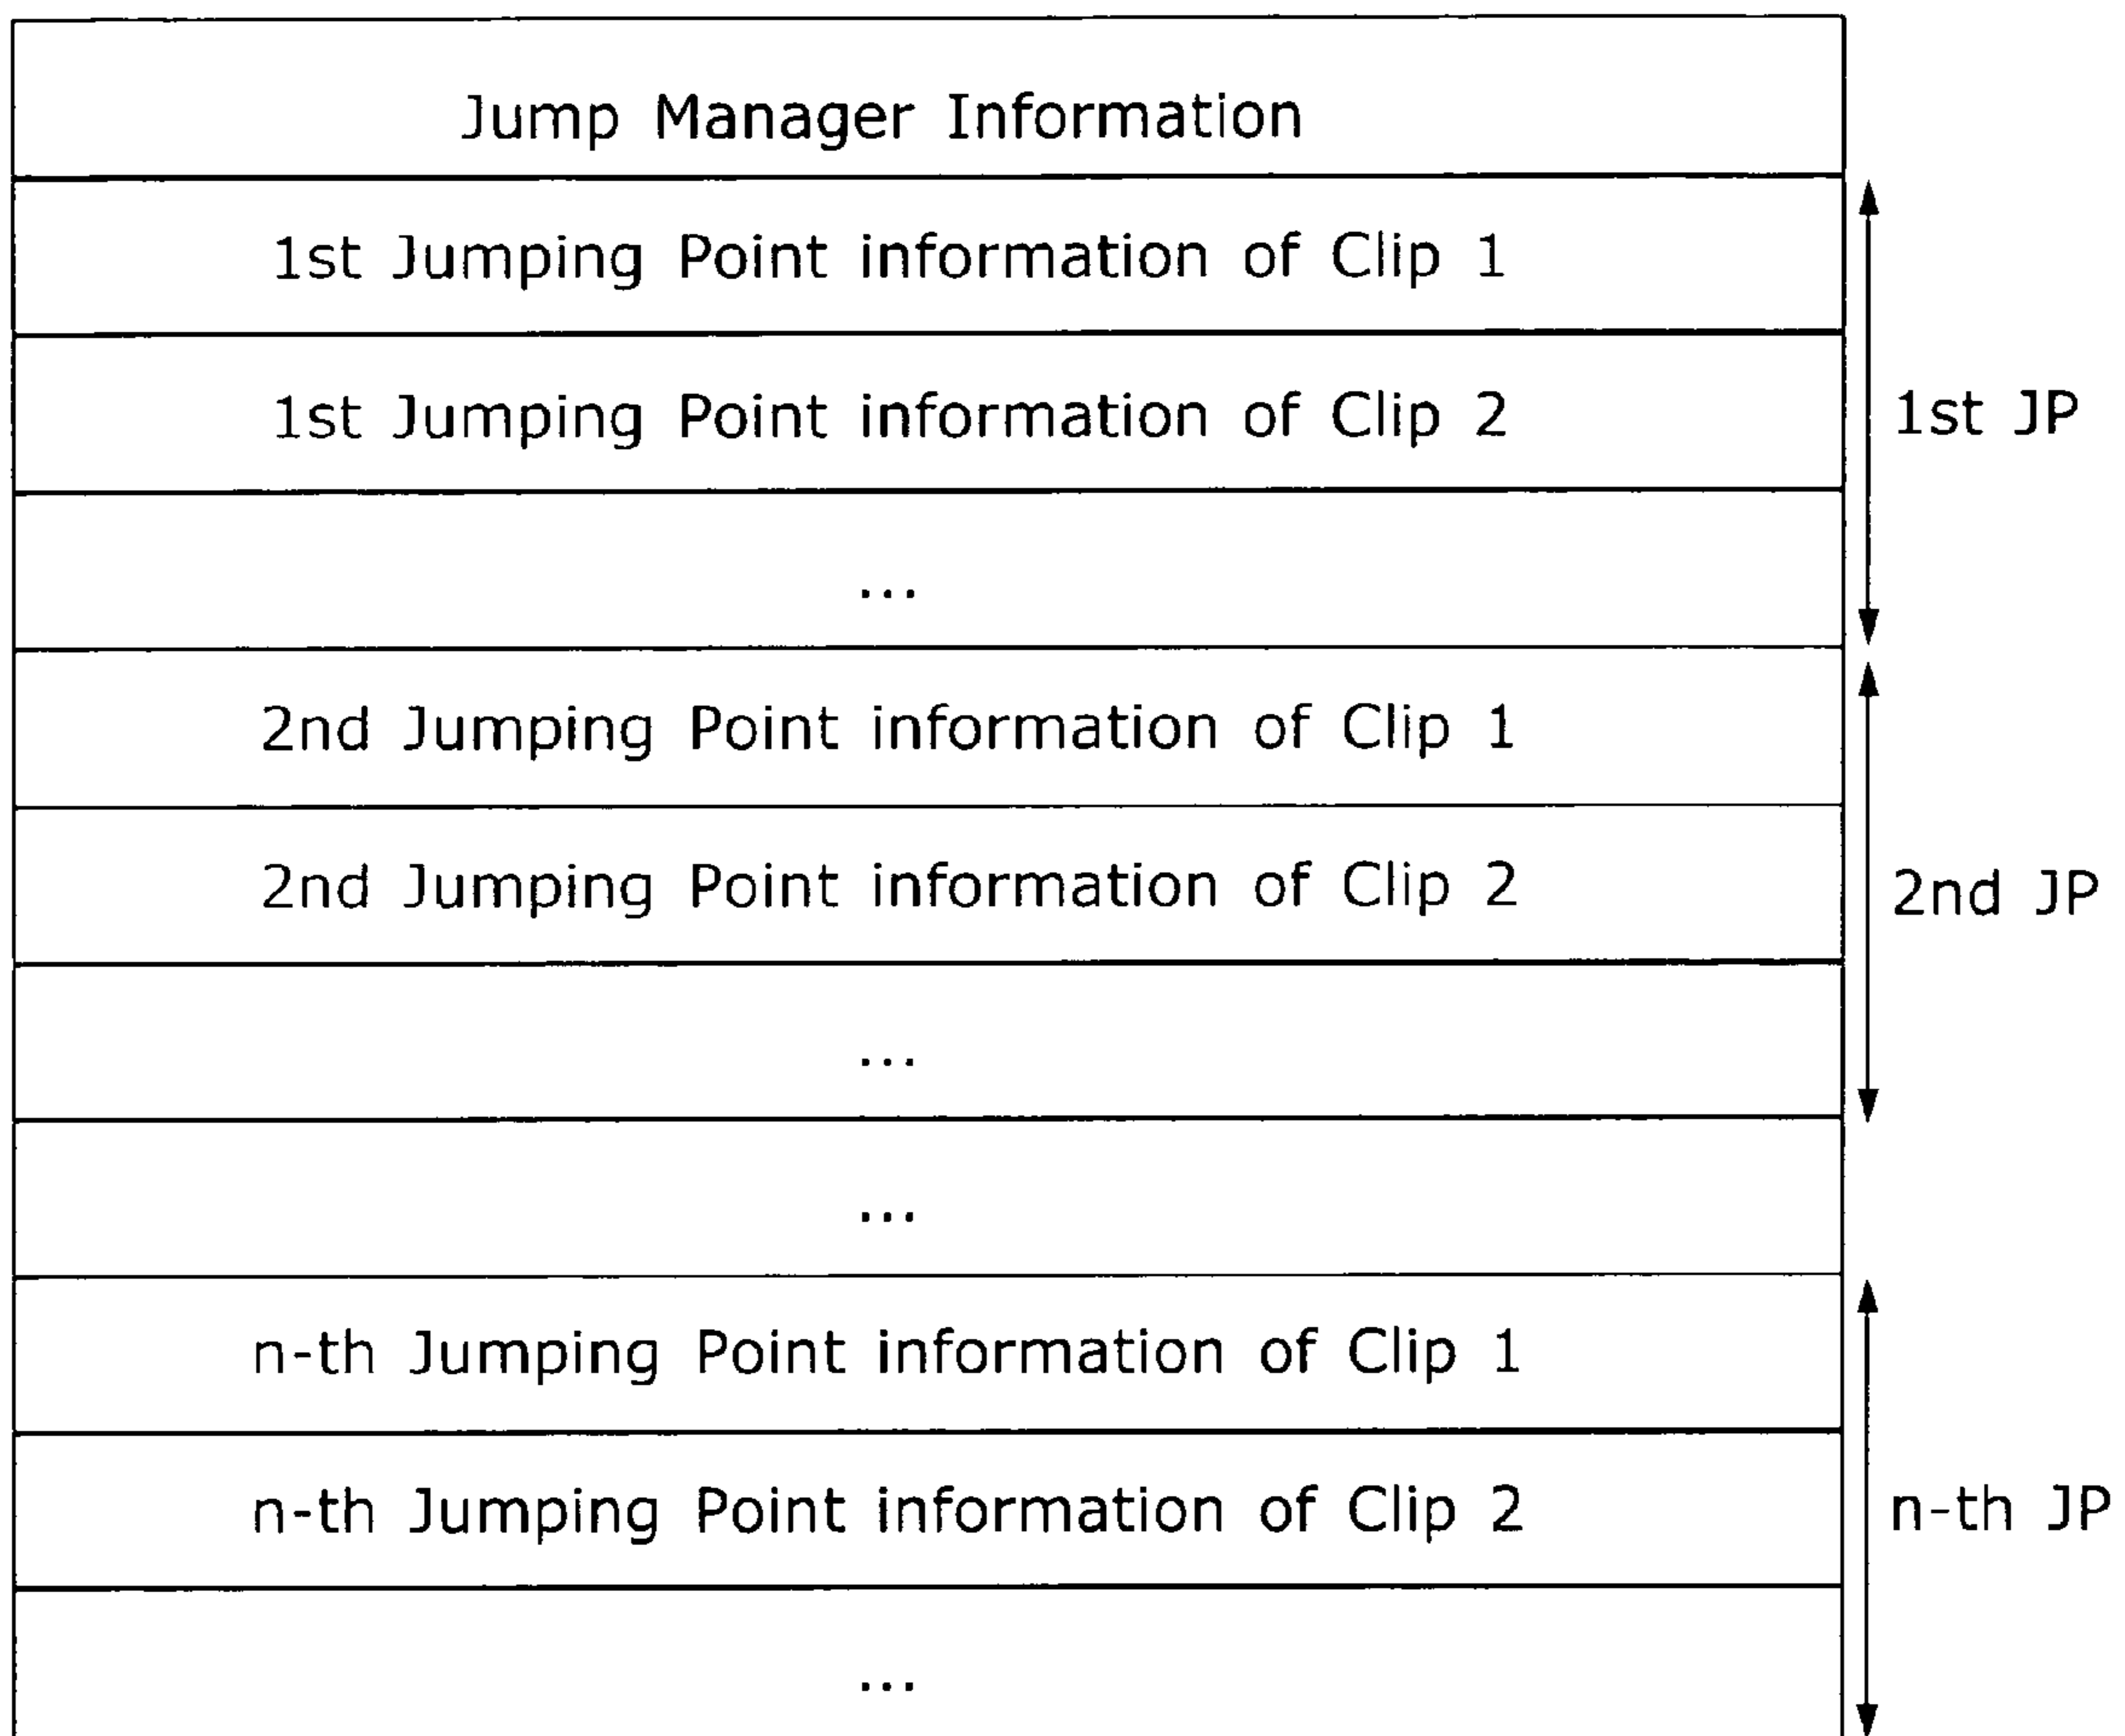 Jump Manager Information
1st Jumping Point information of Clip 1
1st Jumping Point information of Clip 2
1st JP
...
2nd Jumping Point information of Clip 1
2nd Jumping Point information of Clip 2
2nd JP
...
...
n-th Jumping Point information of Clip 1
n-th Jumping Point information of Clip 2
n-th JP
...